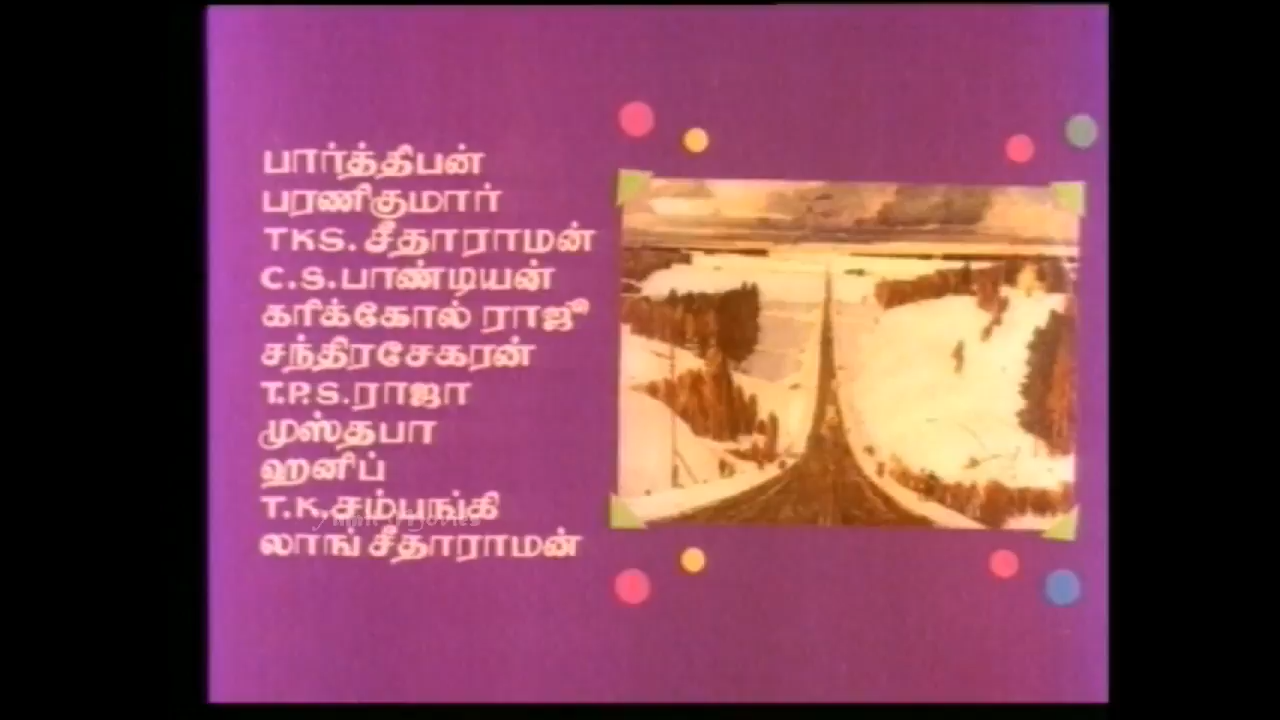 பார்த்திபன்
பரணிகுமார்
TKS. சீதாராமன்
C.S.பாண்டியன்
கரிக்கோல் ராஜூ
சந்திரசேகரன்
T.P.S.ராஜா
முஸ்தபா
ஹனிப்
T.K.சம்பங்கி
லாங் சீதாராமன்